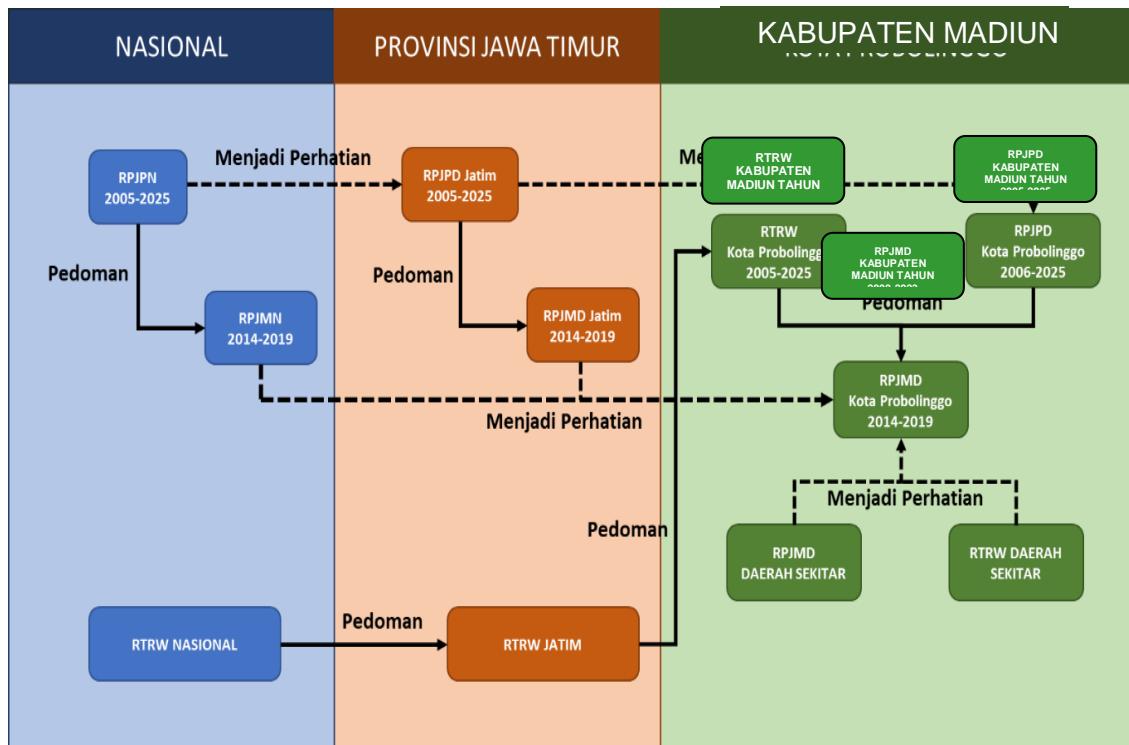 NASIONAL
PROVINSI JAWA TIMUR
KABUPATEN MADIUN
Menjadi Perhatian
RPJPN
2005-2025
RPJPD Jatim
2005-2025
RTRW
KABUPATEN
MADIUN TAHUN
RPJPD
KABUPATEN
MADIUN TAHUN
RTRW
Kota
2005-2025
RPJPD
Kota Probolinggo
2006-2025
RPJMD
KABUPATEN
MADIUN TAHUN
Pedoman
Pedoman
Pedoman
RPJMN
2014-2019
RPJMD Jatim
2014-2019
RPJMD
Kota Probolinggo
2014-2019
Menjadi Perhatian
Menjadi Perhatian
Pedoman
RPJMD
DAERAH SEKITAR
RTRW DAERAH
SEKITAR
Pedoman
RTRW NASIONAL
RTRW JATIM